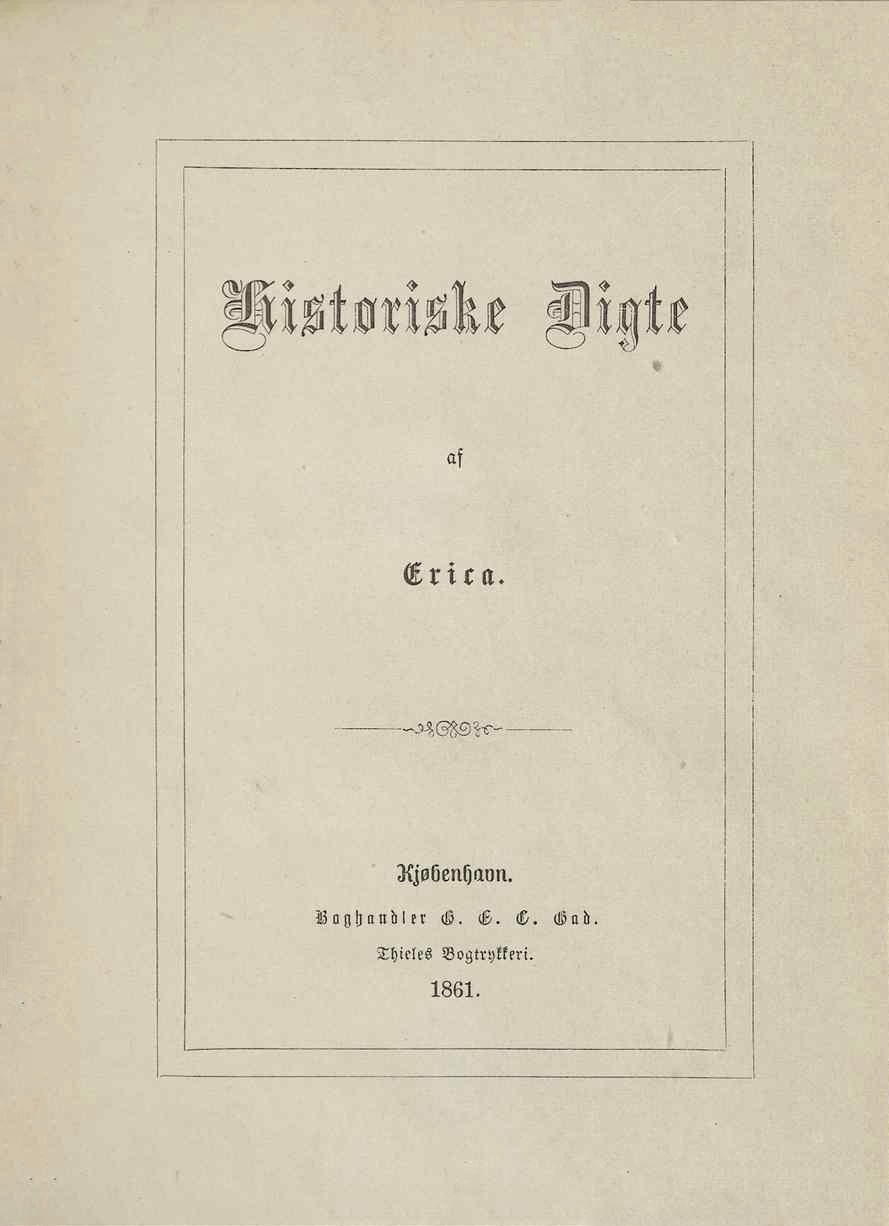 Historiske Digte
af
Erica.
Kjøbenhavn.
Boghandler G. E. C. Gad.
Thieles Bogtrykkeri.
1861.